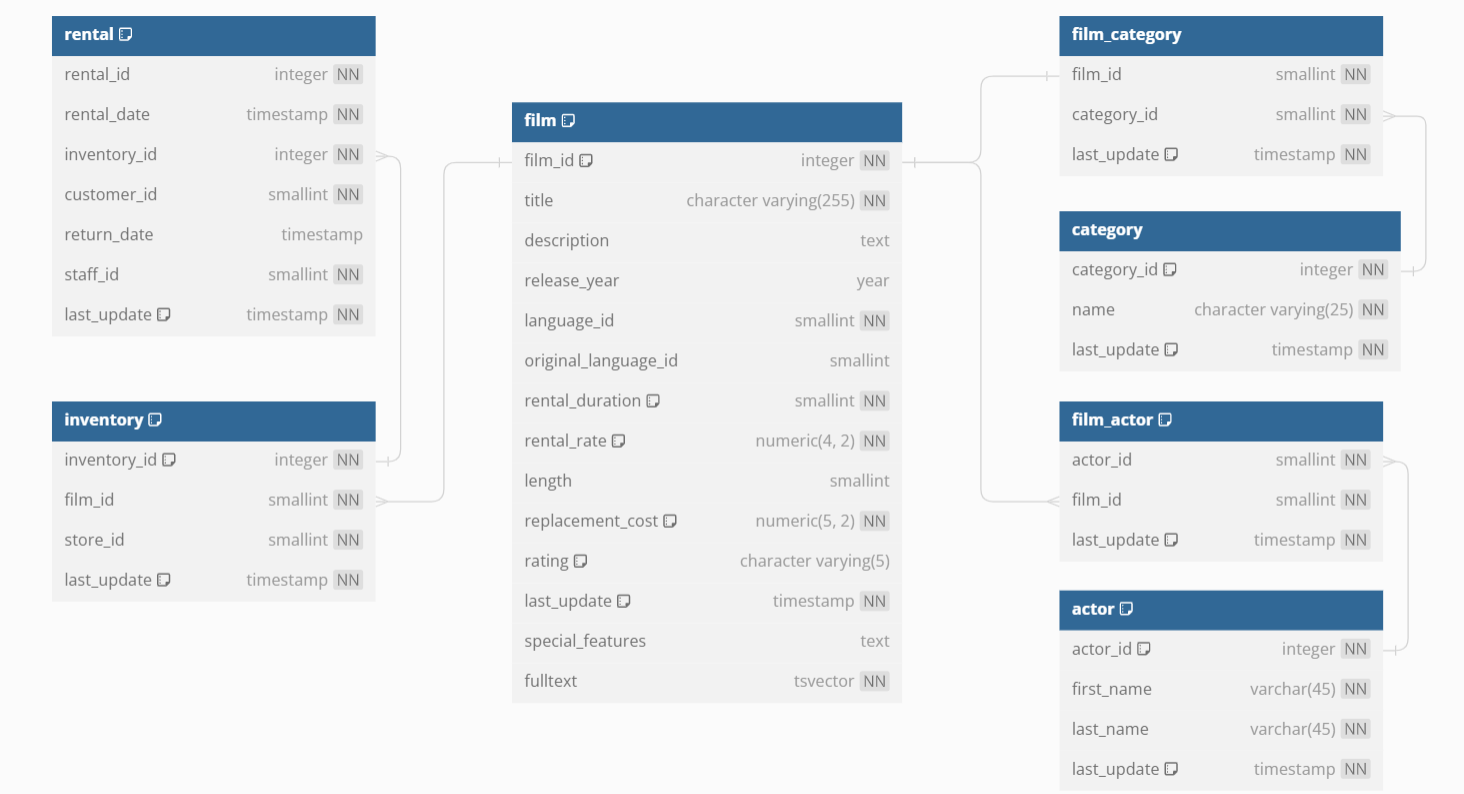 rental
rental_id integer NN
rental_date timestamp NN
inventory_id integer NN
customer_id smallint NN
return_date timestamp
staff_id smallint NN
last_update timestamp NN
inventory
inventory_id integer NN
film_id smallint NN
store_id smallint NN
last_update timestamp NN
film
film_id integer NN
title character varying(255) NN
description text
release_year year
language_id smallint NN
original_language_id smallint
rental_duration smallint NN
rental_rate numeric(4, 2) NN
length smallint
replacement_cost numeric(5, 2) NN
rating character varying(5)
last_update timestamp NN
special_features text
fulltext tsvector NN
film_category
film_id smallint NN
category_id smallint NN
last_update timestamp NN
category
category_id integer NN
name character varying(25) NN
last_update timestamp NN
film_actor
actor_id smallint NN
film_id smallint NN
last_update timestamp NN
actor
actor_id integer NN
first_name varchar(45) NN
last_name varchar(45) NN
last_update timestamp NN